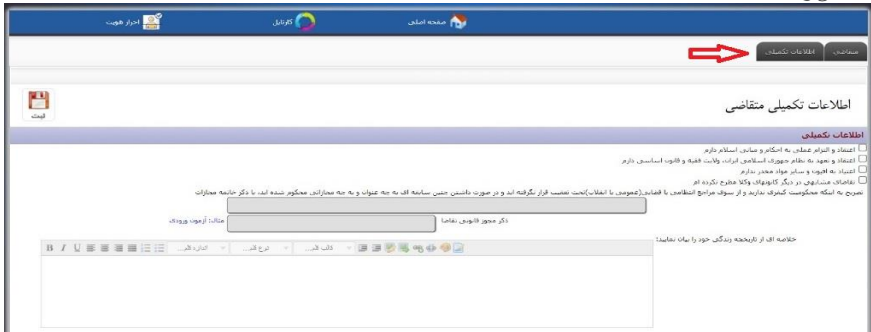 صفحه اصلی
کارتابل
احراز هویت
متقاضی
اطلاعات تکمیلی
اطلاعات تکمیلی متقاضی
ثبت
اطلاعات تکمیلی
اعتقاد و التزام عملی به احکام و مبانی اسلام دارم
اعتقاد و تعهد به نظام جمهوری اسلامی ایران، ولایت فقیه و قانون اساسی دارم
اعتیاد به افیون و سایر مواد مخدر ندارم
تقاضای مشابهی در دیگر کانونهای وکلا مطرح نکرده ام
تصریح به اینکه محکومیت کیفری ندارید و از سوی مراجع انتظامی یا قضایی(عمومی یا انقلاب)تحت تعقیب قرار نگرفته اید و در صورت داشتن چنین سابقه ای به چه عنوان و به چه مجازاتی محکوم شده اید، با ذکر خاتمه مجازات
ذکر مجوز قانونی تقاضا
مثال: آزمون ورودی
خلاصه ای از تاریخچه زندگی خود را بیان نمایید:
B I U